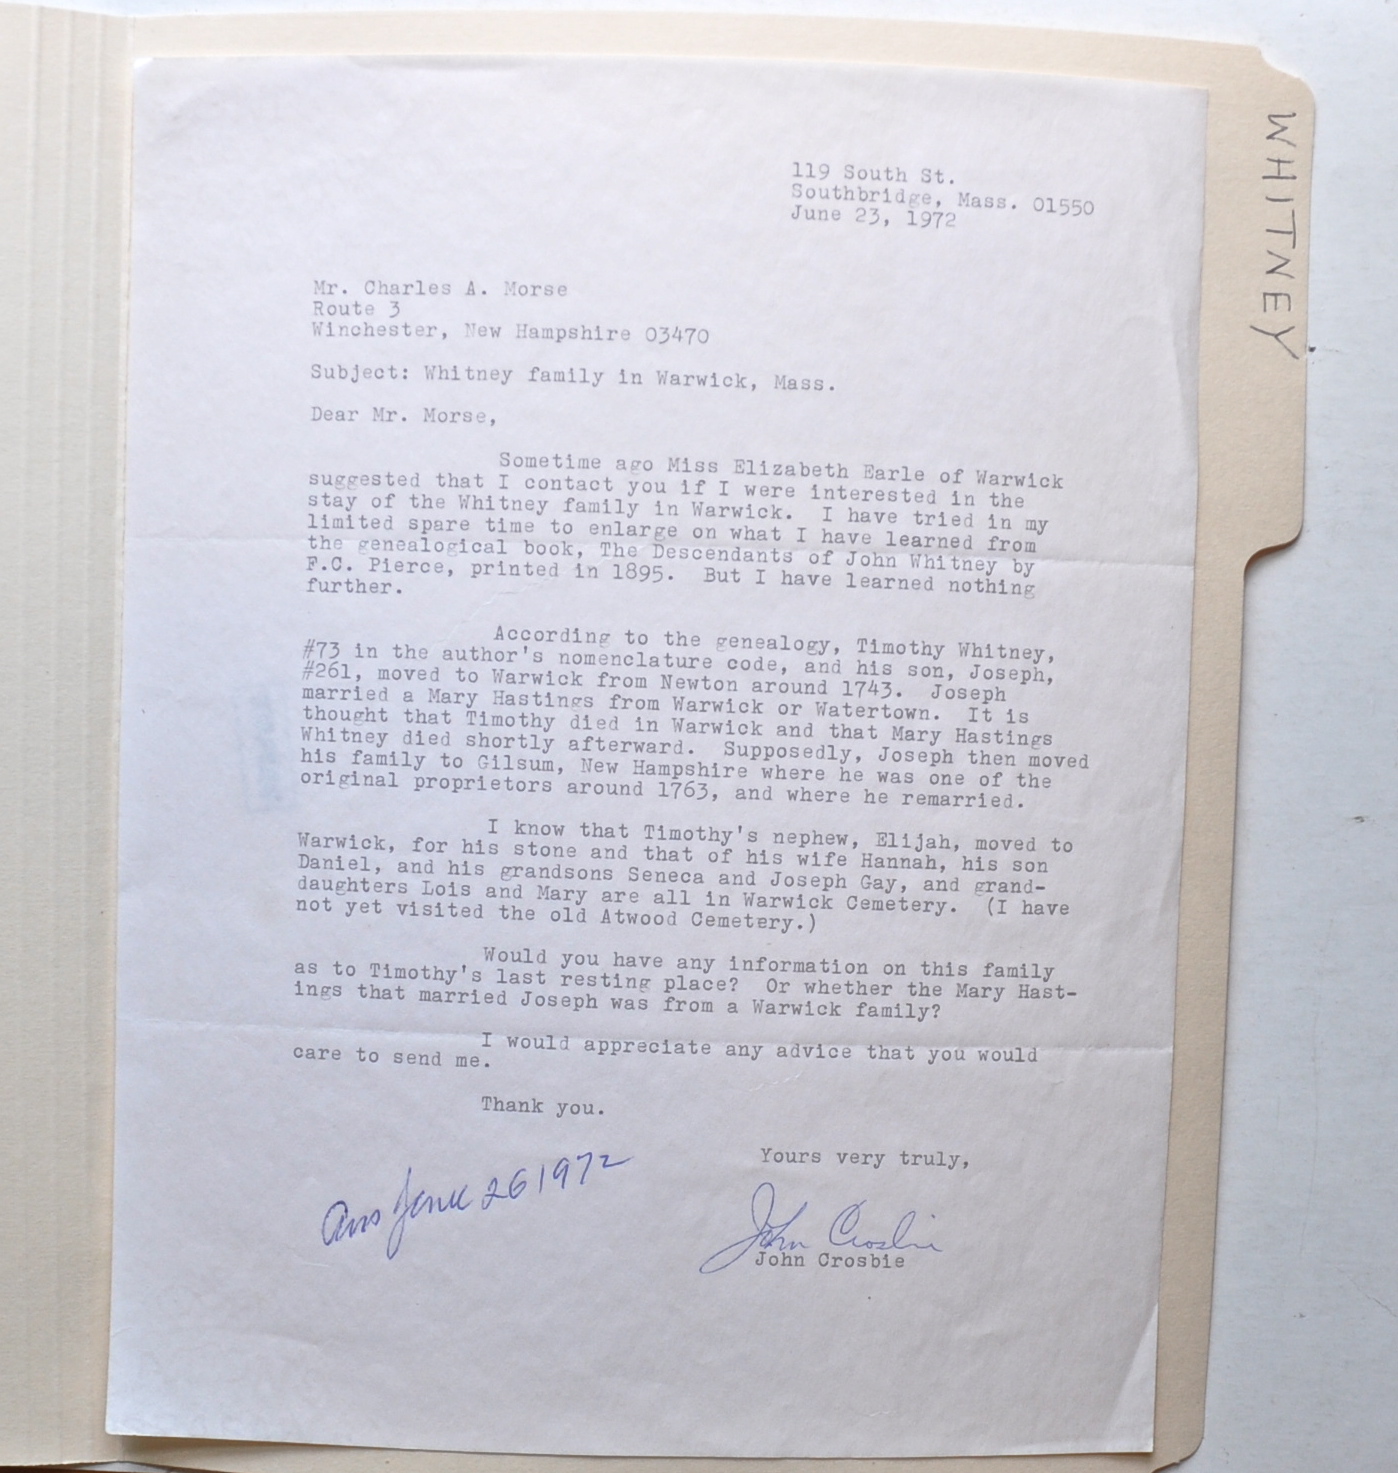 119 South St.
Southbridge, Mass. 01550
June 23, 1972
WHITNEY
Mr. Charles A. Morse
Route 3
Winchester, New Hampshire 03470
Subject: Whitney family in Warwick, Mass.
Dear Mr. Morse,
Sometime ago Miss Elizabeth Earle of Warwick
suggested that I contact you if I were interested in the
stay of the Whitney family in Warwick. I have tried in my
limited spare time to enlarge on what I have learned from
the genealogical book, The Descendants of John Whitney by
F.C. Pierce, printed in 1895. But I have learned nothing
further.
According to the genealogy, Timothy Whitney,
#73 in the author's nomenclature code, and his son, Joseph,
#261, moved to Warwick from Newton around 1743. Joseph
married a Mary Hastings from Warwick or Watertown. It is
thought that Timothy died in Warwick and that Mary Hastings
Whitney died shortly afterward. Supposedly, Joseph then moved
his family to Gilsum, New Hampshire where he was one of the
original proprietors around 1763, and where he remarried.
I know that Timothy's nephew, Elijah, moved to
Warwick, for his stone and that of his wife Hannah, his son
Daniel, and his grandsons Seneca and Joseph Gay, and grand-
daughters Lois and Mary are all in Warwick Cemetery. (I have
not yet visited the old Atwood Cemetery.)
Would you have any information on this family
as to Timothy's last resting place? Or whether the Mary Hast-
ings that married Joseph was from a Warwick family?
I would appreciate any advice that you would
care to send me.
Thank you.
Yours very truly,
Ans June 26 1972
John Crosbie
John Crosbie